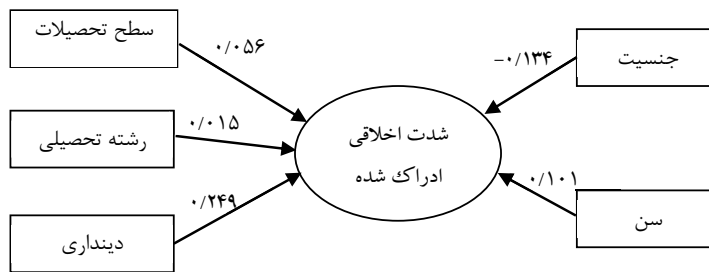 سطح تحصیلات
۰/۰۵۶
جنسیت
-۰/۱۳۴
رشته تحصیلی
۰/۰۱۵
شدت اخلاقی
ادراک شده
دینداری
۰/۲۴۹
۰/۱۰۱
سن